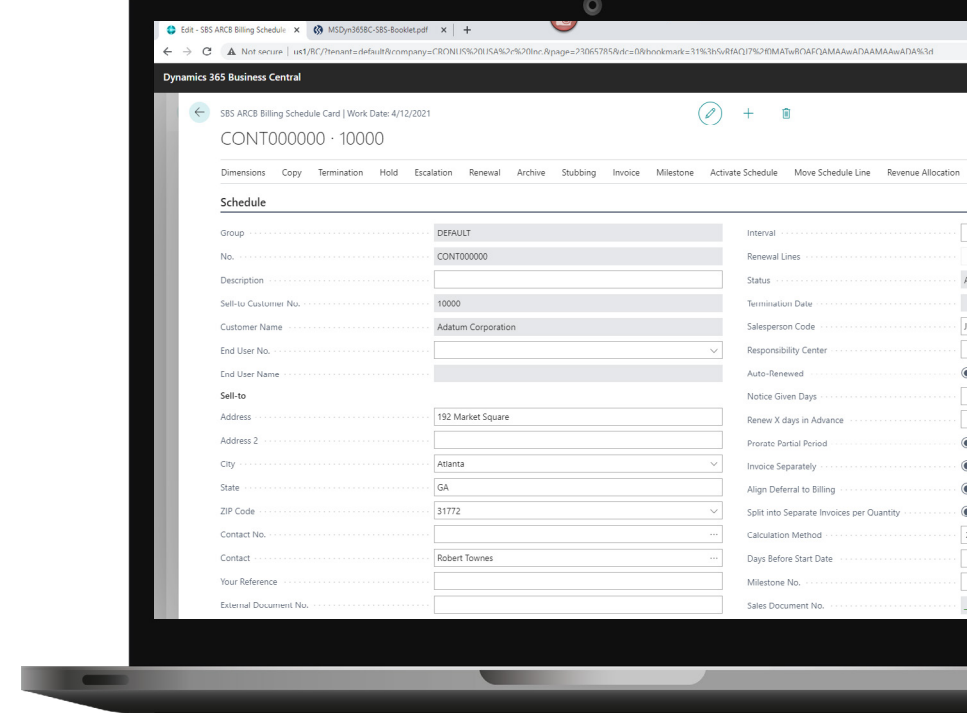 Edit - SBS ARCB Billing Schedule
MSDyn365BC-SBS-Booklet.pdf
Not secure
Dynamics 365 Business Central
SBS ARCB Billing Schedule Card | Work Date: 4/12/2021
CONT000000 · 10000
Dimensions Copy Termination Hold Escalation Renewal Archive Stubbing Invoice Milestone Activate Schedule Move Schedule Line Revenue Allocation
Schedule
Group DEFAULT
No. CONT000000
Description
Sell-to Customer No. 10000
Customer Name Adatum Corporation
End User No.
End User Name
Sell-to
Address 192 Market Square
Address 2
City Atlanta
State GA
ZIP Code 31772
Contact No.
Contact Robert Townes
Your Reference
External Document No.
Interval
Renewal Lines
Status
Termination Date
Salesperson Code
Responsibility Center
Auto-Renewed
Notice Given Days
Renew X days in Advance
Prorate Partial Period
Invoice Separately
Align Deferral to Billing
Split into Separate Invoices per Quantity
Calculation Method
Days Before Start Date
Milestone No.
Sales Document No.